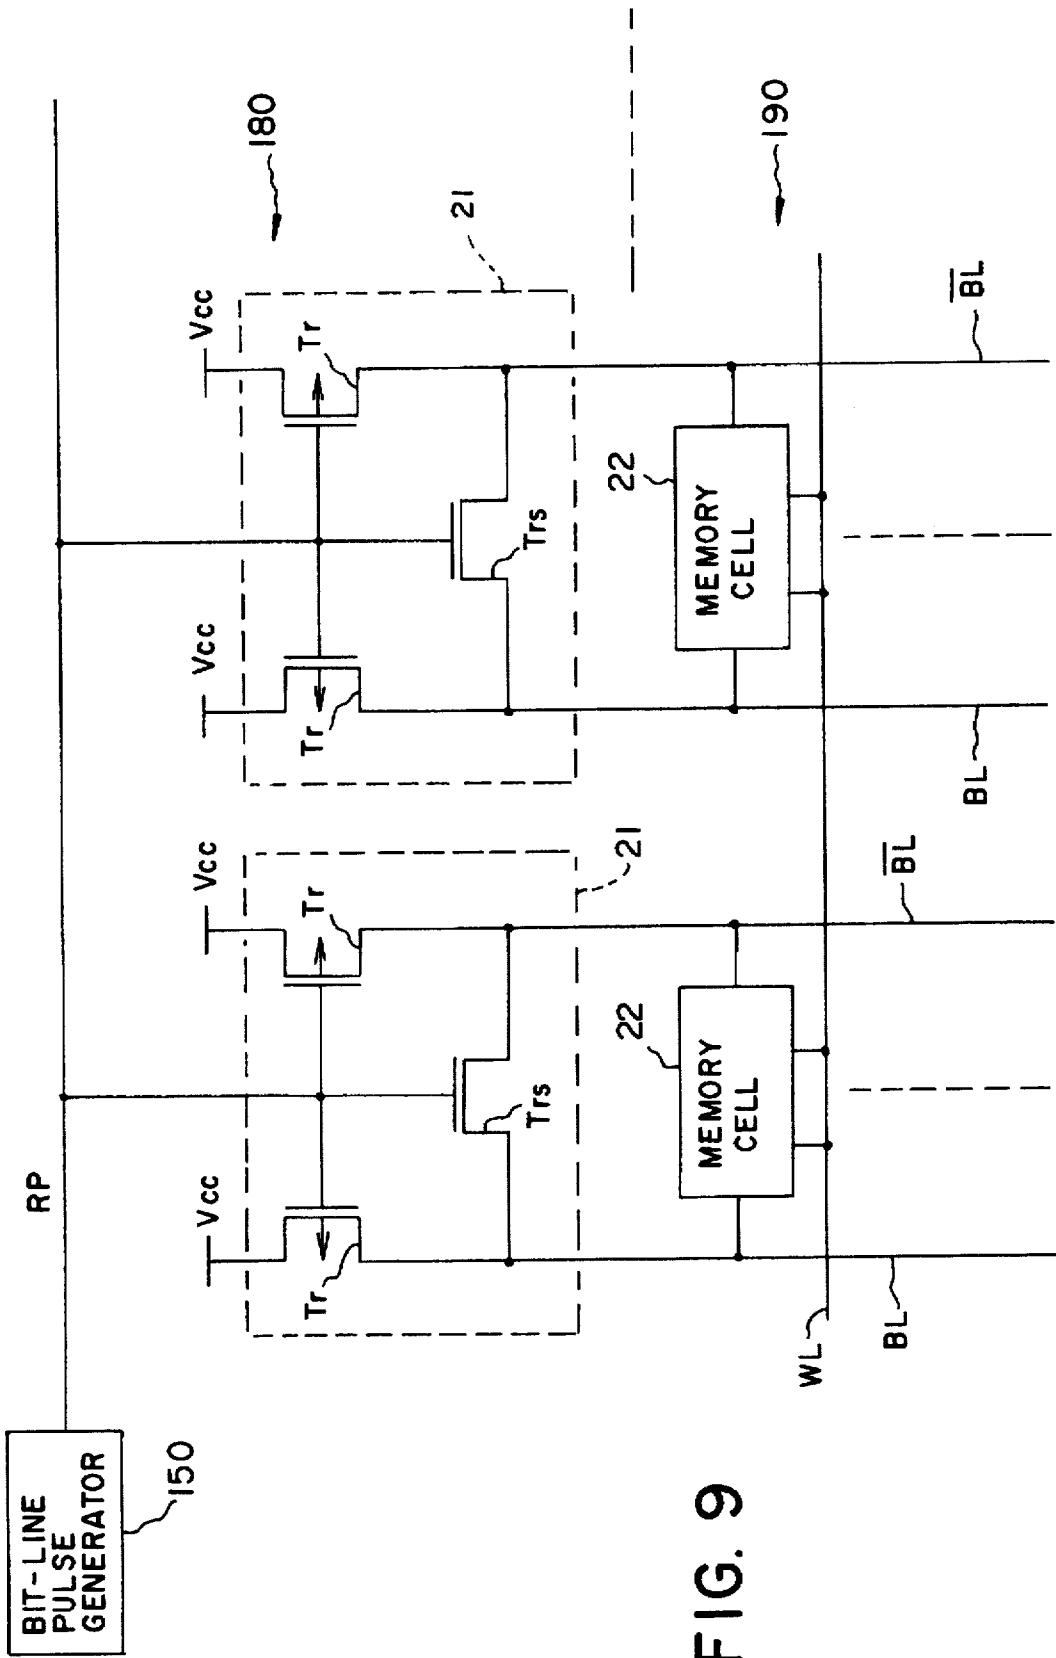 BIT-LINE
PULSE
GENERATOR
150
RP
180
Vcc
Vcc
Vcc
Vcc
Tr
Tr
Tr
Tr
Trs
Trs
21
21
190
22
MEMORY
CELL
22
MEMORY
CELL
WL
BL
BL
BL
BL
FIG. 9